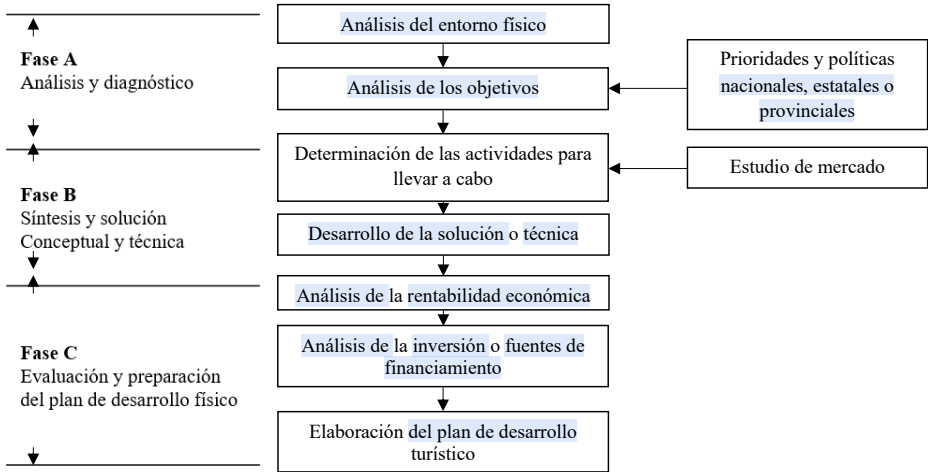 Fase A
Análisis y diagnóstico
Fase B
Síntesis y solución
Conceptual y técnica
Fase C
Evaluación y preparación
del plan de desarrollo físico
Análisis del entorno físico
Análisis de los objetivos
Determinación de las actividades para
llevar a cabo
Desarrollo de la solución o técnica
Análisis de la rentabilidad económica
Análisis de la inversión o fuentes de
financiamiento
Elaboración del plan de desarrollo
turístico
Prioridades y políticas
nacionales, estatales o
provinciales
Estudio de mercado